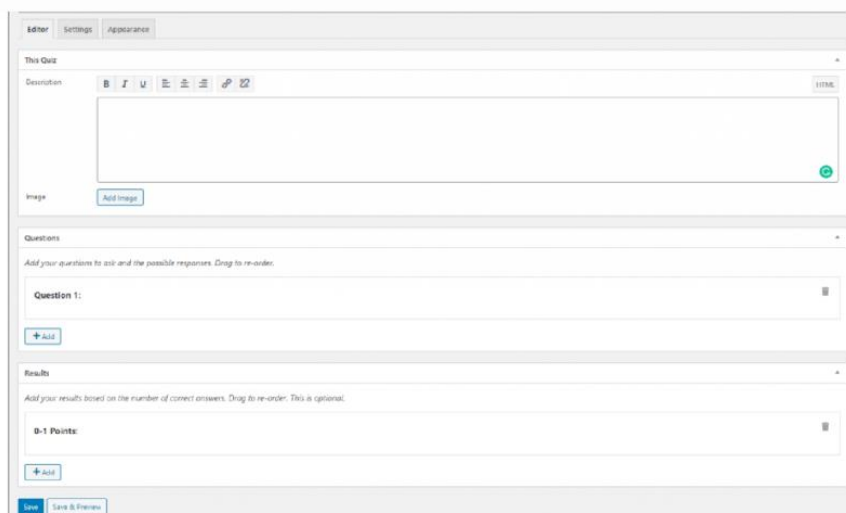 Editor Settings Appearance
This Quiz
Description B I U HTML
Image Add Image
Questions
Add your questions to ask and the possible responses. Drag to re-order.
Question 1:
+ Add
Results
Add your results based on the number of correct answers. Drag to re-order. This is optional.
0-1 Points:
+ Add
Save Save & Preview